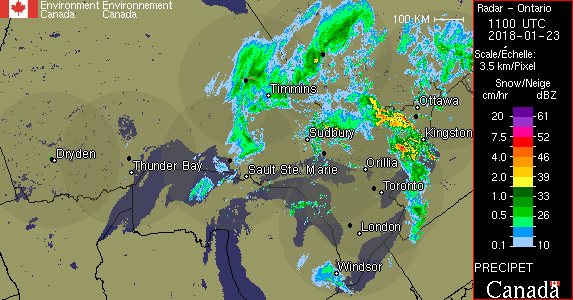 Environment Environnement
Canada Canada
100 KM
Timmins
Ottawa
Sudbury
Kingston
Dryden
Thunder Bay
Sault Ste. Marie
Orillia
Toronto
London
Windsor
Radar - Ontario
1100 UTC
2018-01-23
Scale/Échelle:
3.5 km/Pixel
Snow/Neige
cm/hr dBZ
20 61
7.5 52
4.0 46
2.0 39
1.0 33
0.5 26
0.1 10
PRECIPET
Canada